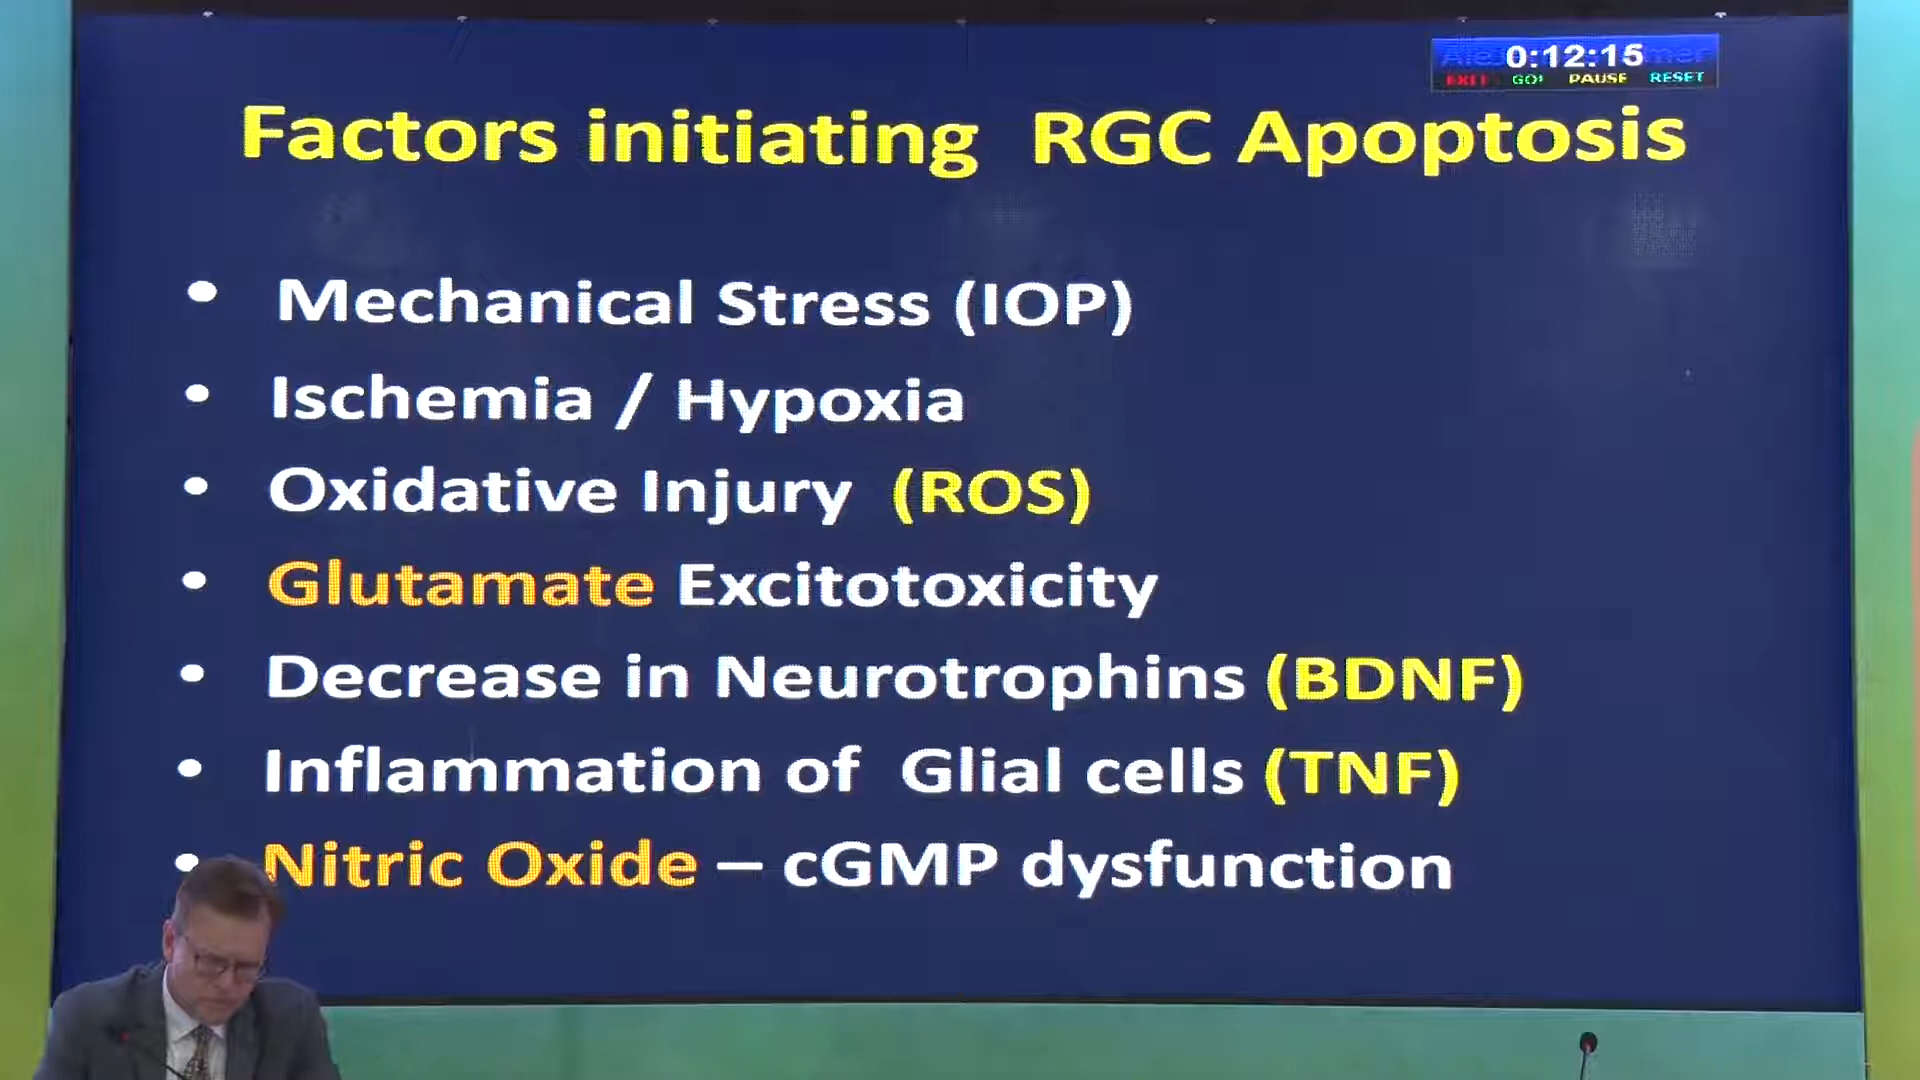 0:12:15
EXIT GO! PAUSE RESET
Factors initiating RGC Apoptosis
• Mechanical Stress (IOP)
• Ischemia / Hypoxia
• Oxidative Injury (ROS)
• Glutamate Excitotoxicity
• Decrease in Neurotrophins (BDNF)
• Inflammation of Glial cells (TNF)
• Nitric Oxide – cGMP dysfunction